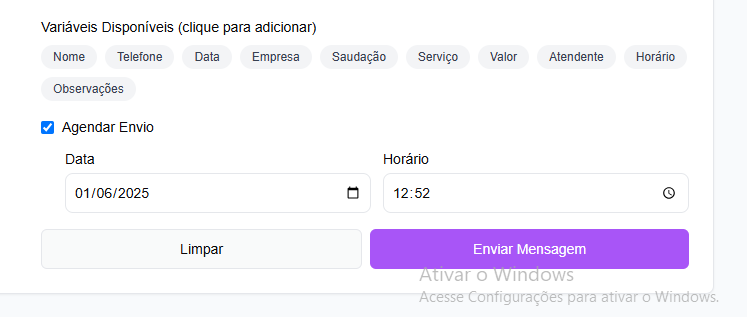 Variáveis Disponíveis (clique para adicionar)
Nome Telefone Data Empresa Saudação Serviço Valor Atendente Horário
Observações
Agendar Envio
Data Horário
01/06/2025 12:52
Limpar Enviar Mensagem
Ativar o Windows
Acesse Configurações para ativar o Windows.